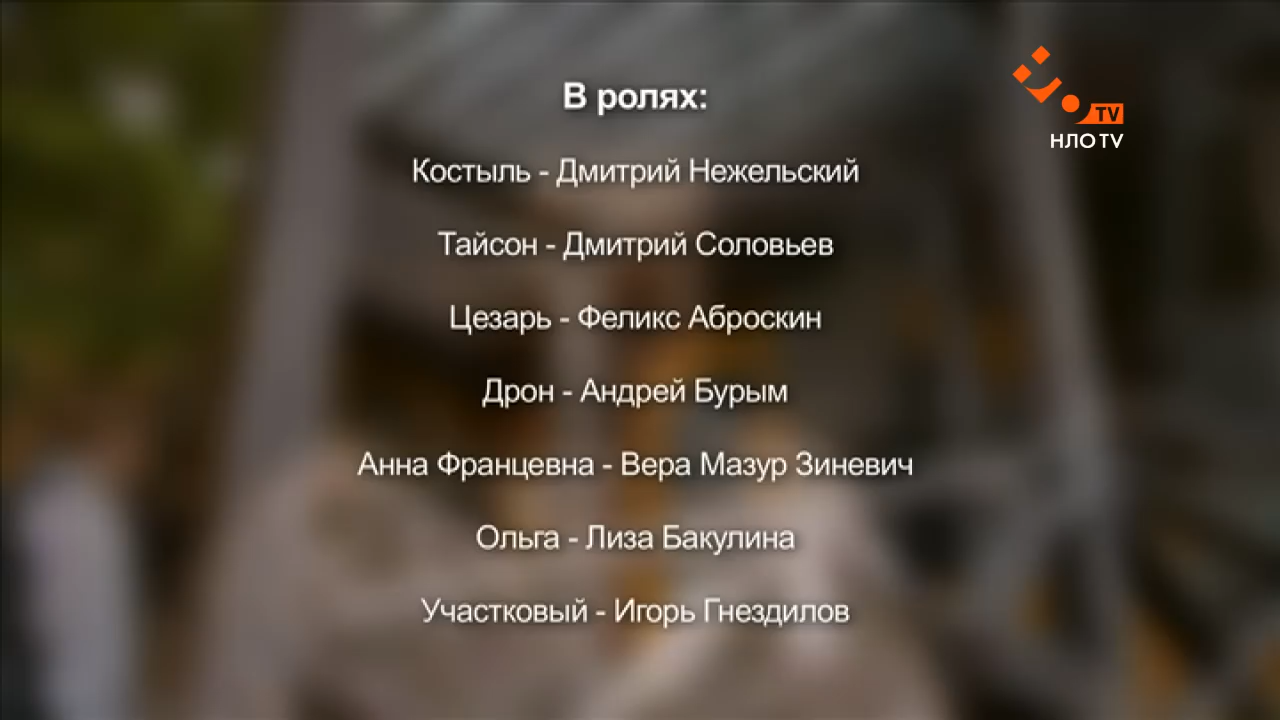 В ролях:
TV
НЛО TV
Костыль - Дмитрий Нежельский
Тайсон - Дмитрий Соловьев
Цезарь - Феликс Аброскин
Дрон - Андрей Бурым
Анна Францевна - Вера Мазур Зиневич
Ольга - Лиза Бакулина
Участковый - Игорь Гнездилов